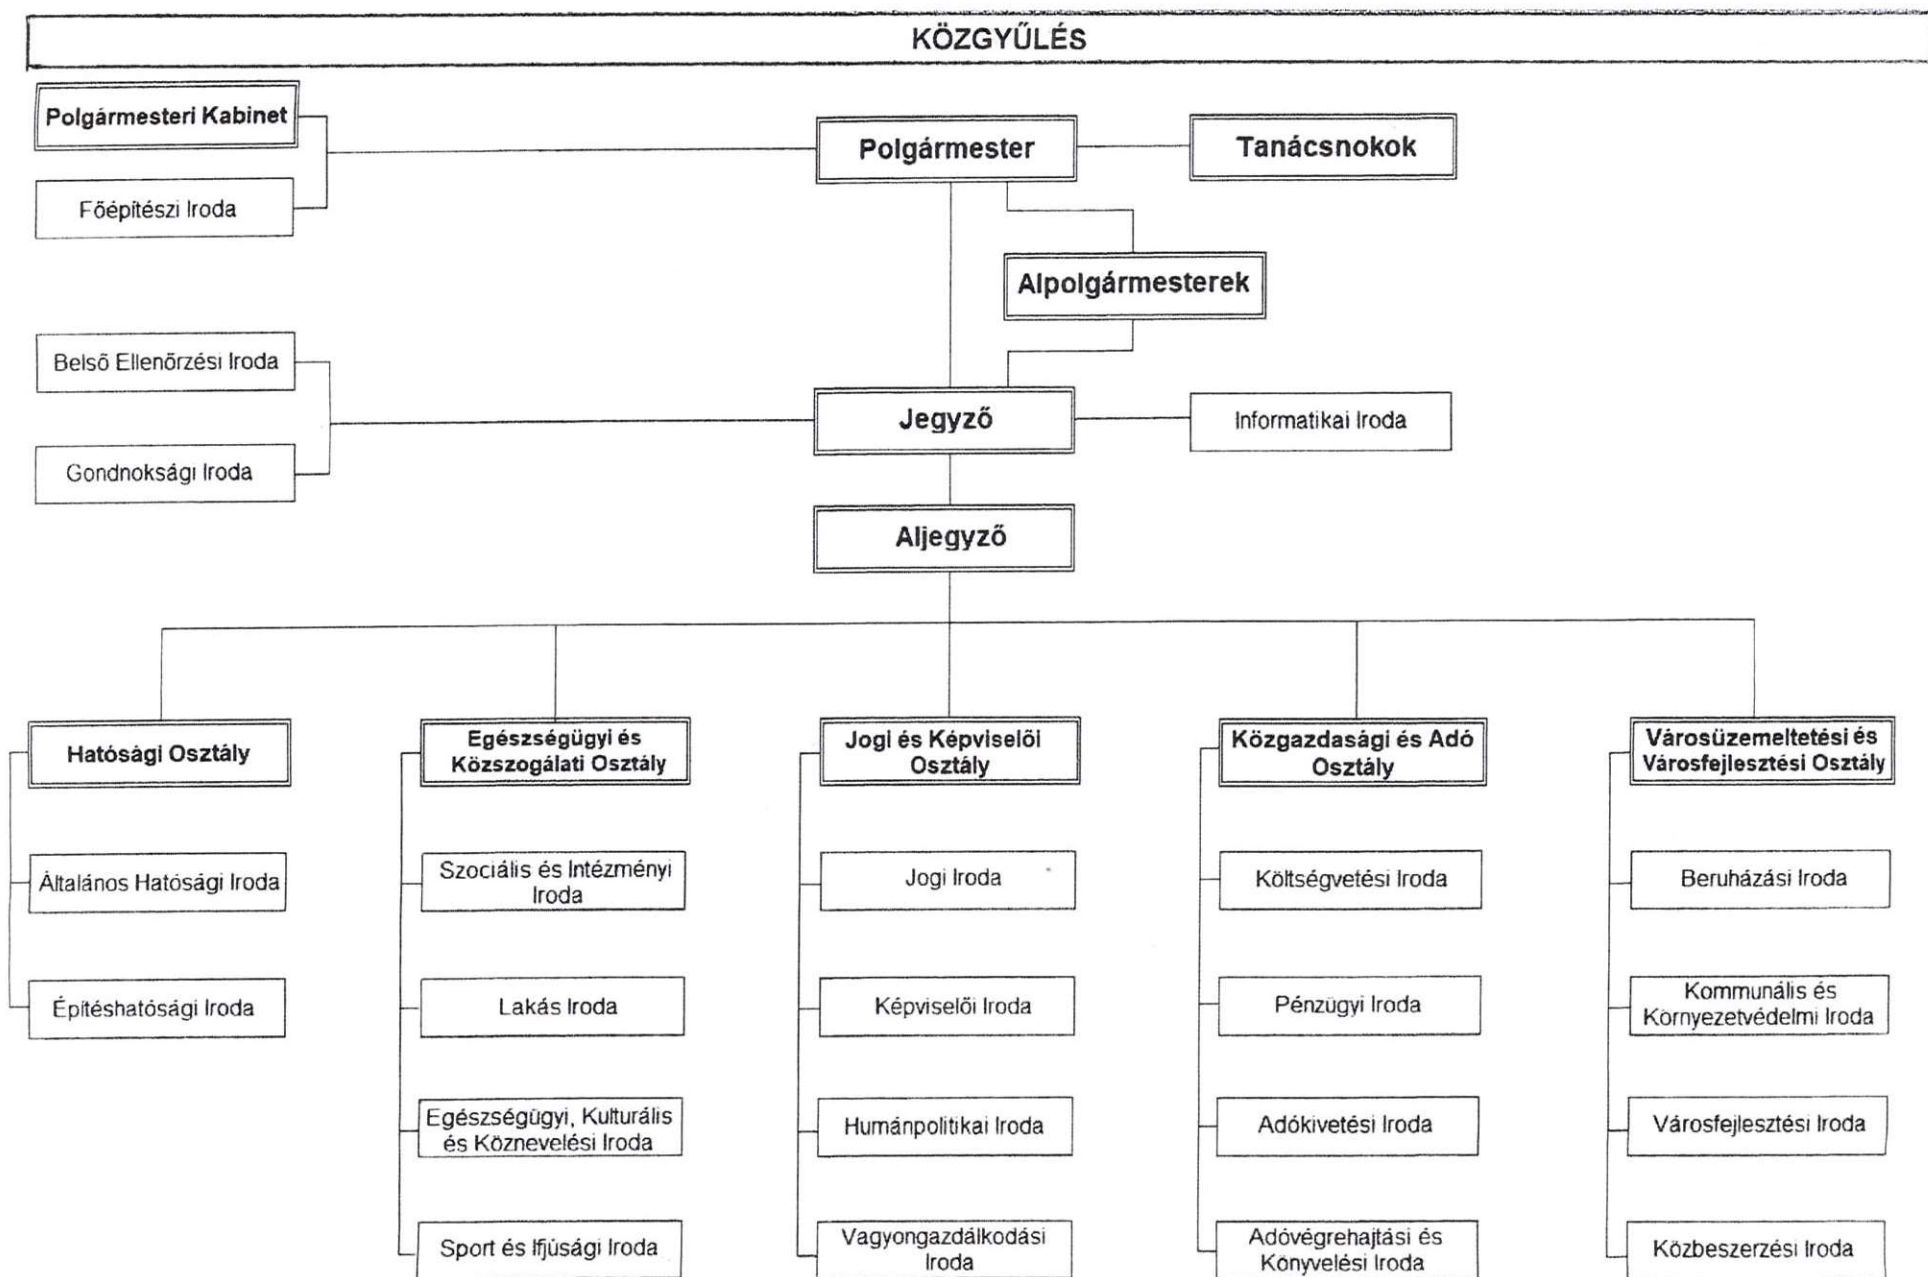 KÖZGYŰLÉS
Polgármesteri Kabinet
Polgármester
Tanácsnokok
Főépítészi Iroda
Alpolgármesterek
Belső Ellenőrzési Iroda
Jegyző
Informatikai Iroda
Gondnoksági Iroda
Aljegyző
Hatósági Osztály
Általános Hatósági Iroda
Építéshatósági Iroda
Egészségügyi és
Közszogálati Osztály
Szociális és Intézményi
Iroda
Lakás Iroda
Egészségügyi, Kulturális
és Köznevelési Iroda
Sport és Ifjúsági Iroda
Jogi és Képviselői
Osztály
Jogi Iroda
Képviselői Iroda
Humánpolitikai Iroda
Vagyongazdálkodási
Iroda
Közgazdasági és Adó
Osztály
Költségvetési Iroda
Pénzügyi Iroda
Adókivetési Iroda
Adóvégrehajtási és
Könyvelési Iroda
Városüzemeltetési és
Városfejlesztési Osztály
Beruházási Iroda
Kommunális és
Környezetvédelmi Iroda
Városfejlesztési Iroda
Közbeszerzési Iroda